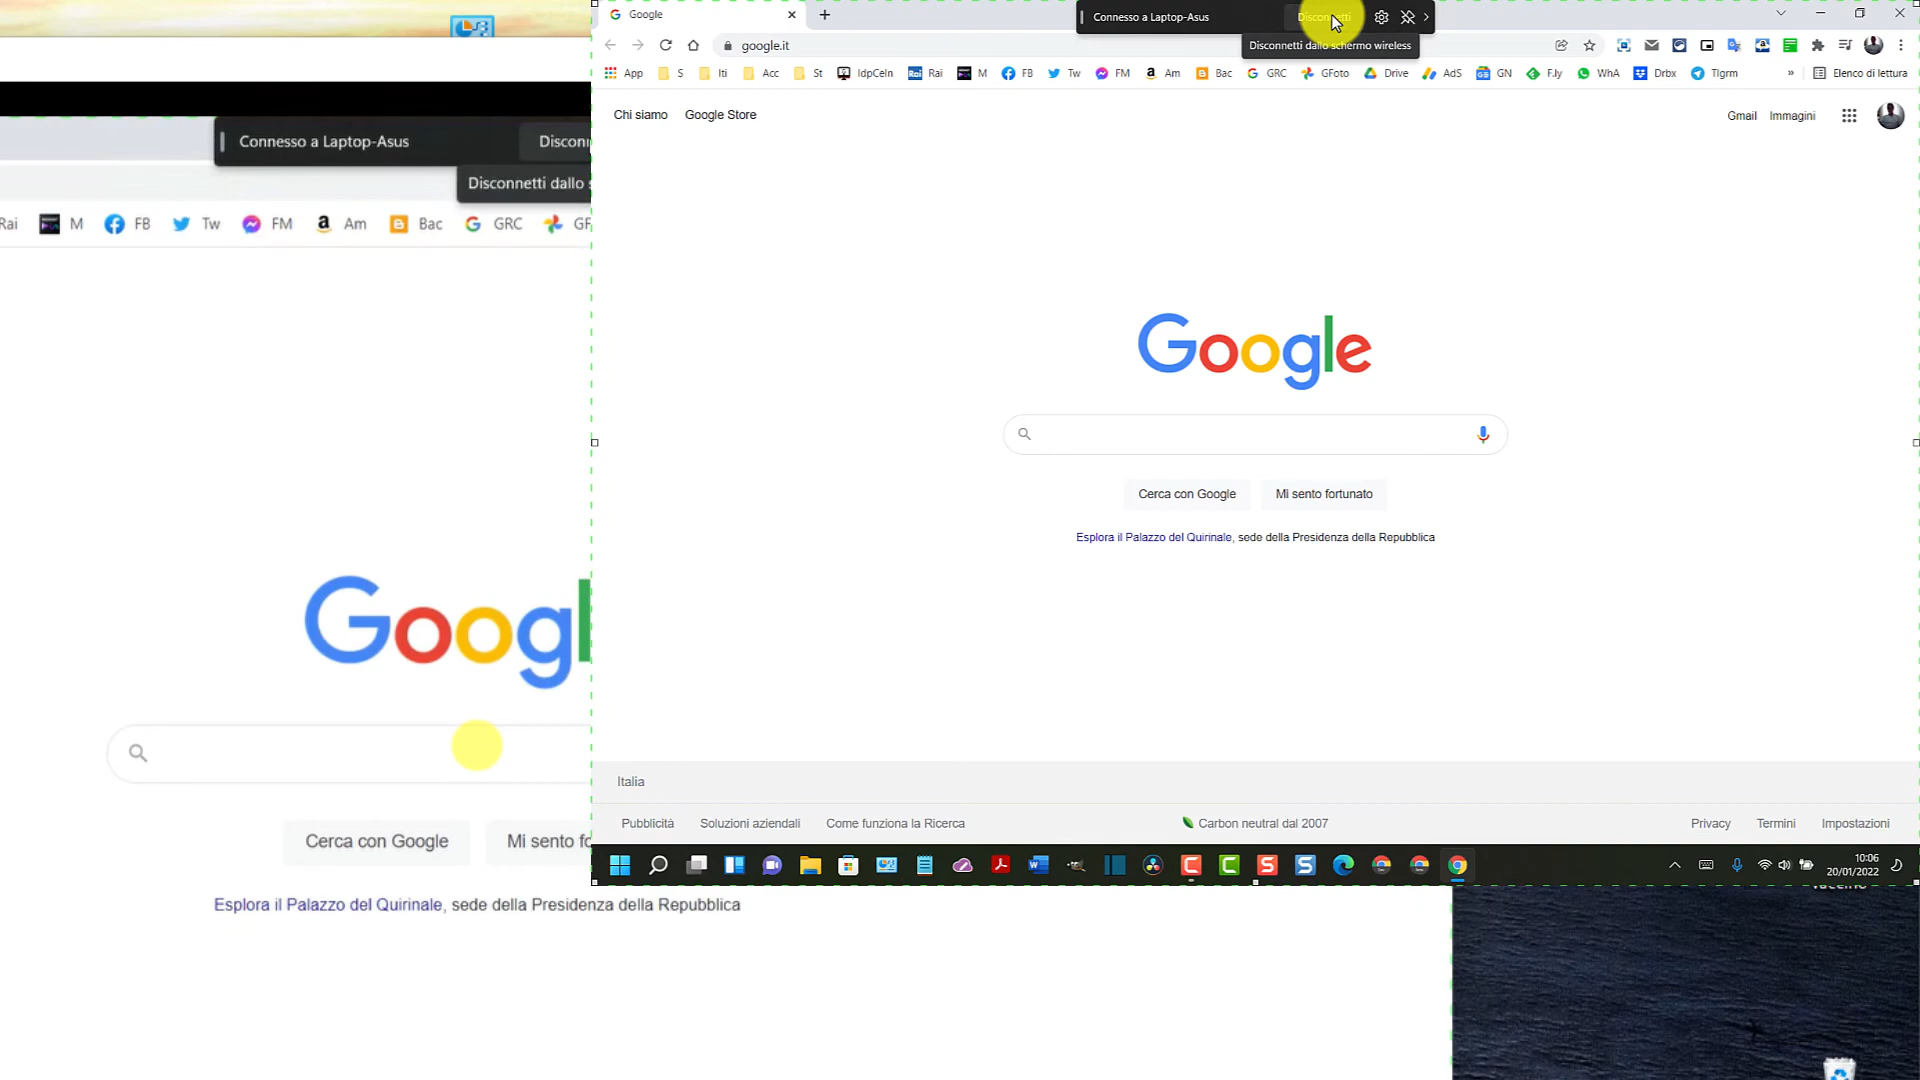 Google
Connesso a Laptop-Asus
Disconnetti
google.it
Disconnetti dallo schermo wireless
App S Iti Acc St IdpCeIn Rai Rai M FB Tw FM Am Bac GRC GFoto Drive AdS GN F.ly WhA Drbx Tlgrm » Elenco di lettura
Chi siamo Google Store
Gmail Immagini
Google
Cerca con Google Mi sento fortunato
Esplora il Palazzo del Quirinale, sede della Presidenza della Repubblica
Italia
Pubblicità Soluzioni aziendali Come funziona la Ricerca
Carbon neutral dal 2007
Privacy Termini Impostazioni
10:06
20/01/2022
Connesso a Laptop-Asus Disconn
Disconnetti dallo s
Rai M FB Tw FM Am Bac GRC GF
Googl
Cerca con Google Mi sento fo
Esplora il Palazzo del Quirinale, sede della Presidenza della Repubblica